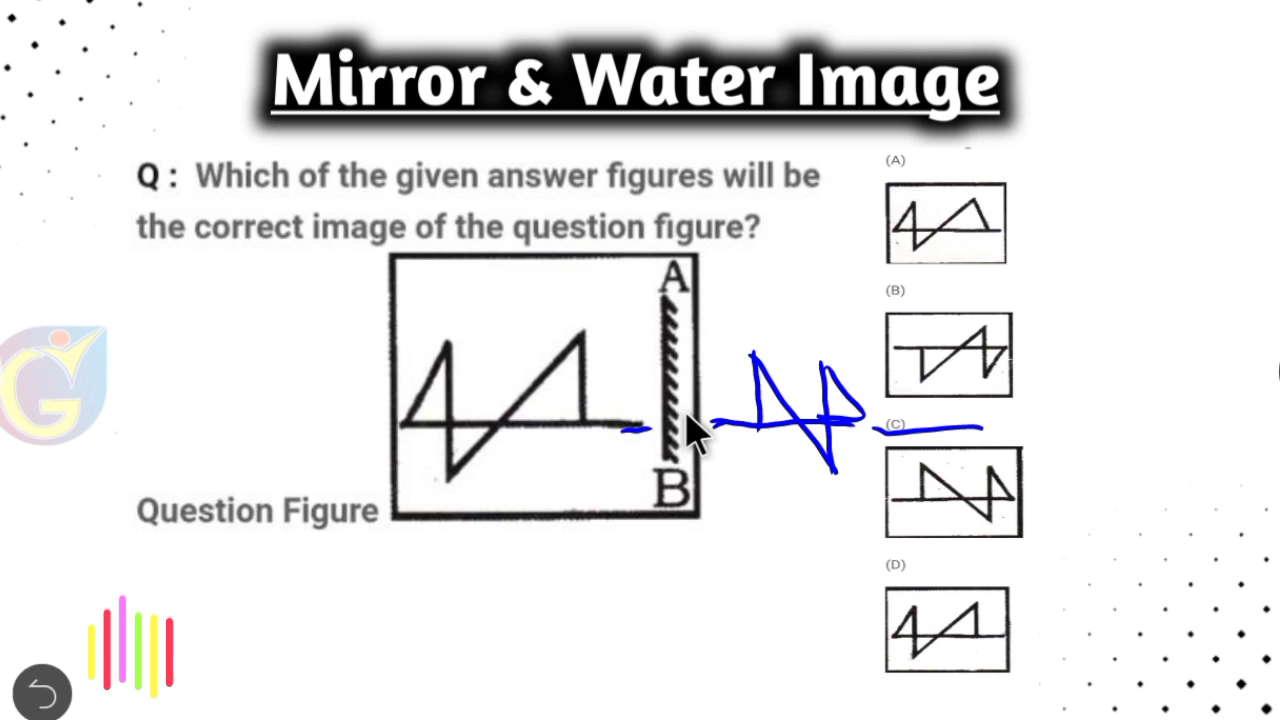 Mirror & Water Image
Q : Which of the given answer figures will be
the correct image of the question figure?
A
B
Question Figure
(A)
(B)
(C)
(D)
G